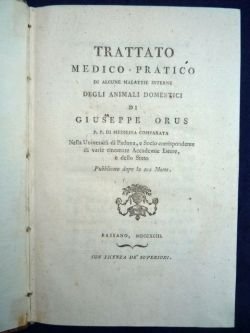 TRATTATO
MEDICO-PRATICO
DI ALCUNE MALATTIE INTERNE
DEGLI ANIMALI DOMESTICI
DI
GIUSEPPE ORUS
P. P. DI MEDICINA COMPARATA
Nella Università di Padova, e Socio corrispondente
di varie rinomate Accademie Estere,
e dello Stato
Pubblicato dopo la sua Morte.
BASSANO, MDCCXCIII.
CON LICENZA DE' SUPERIORI.